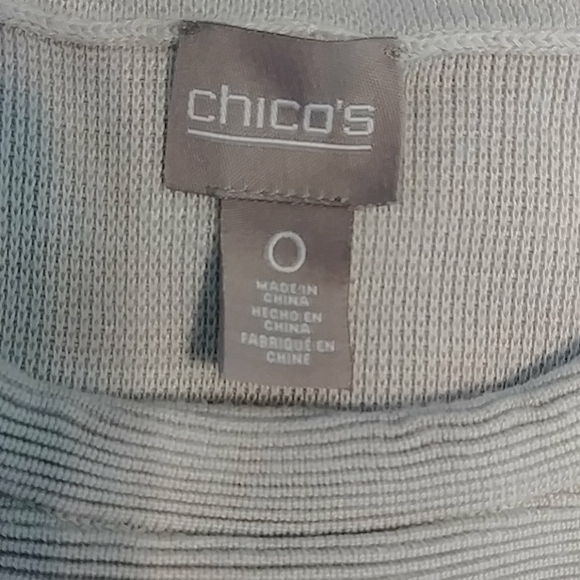 chico's
0
MADE IN
CHINA
HECHO EN
CHINA
FABRIQUÉ EN
CHINE